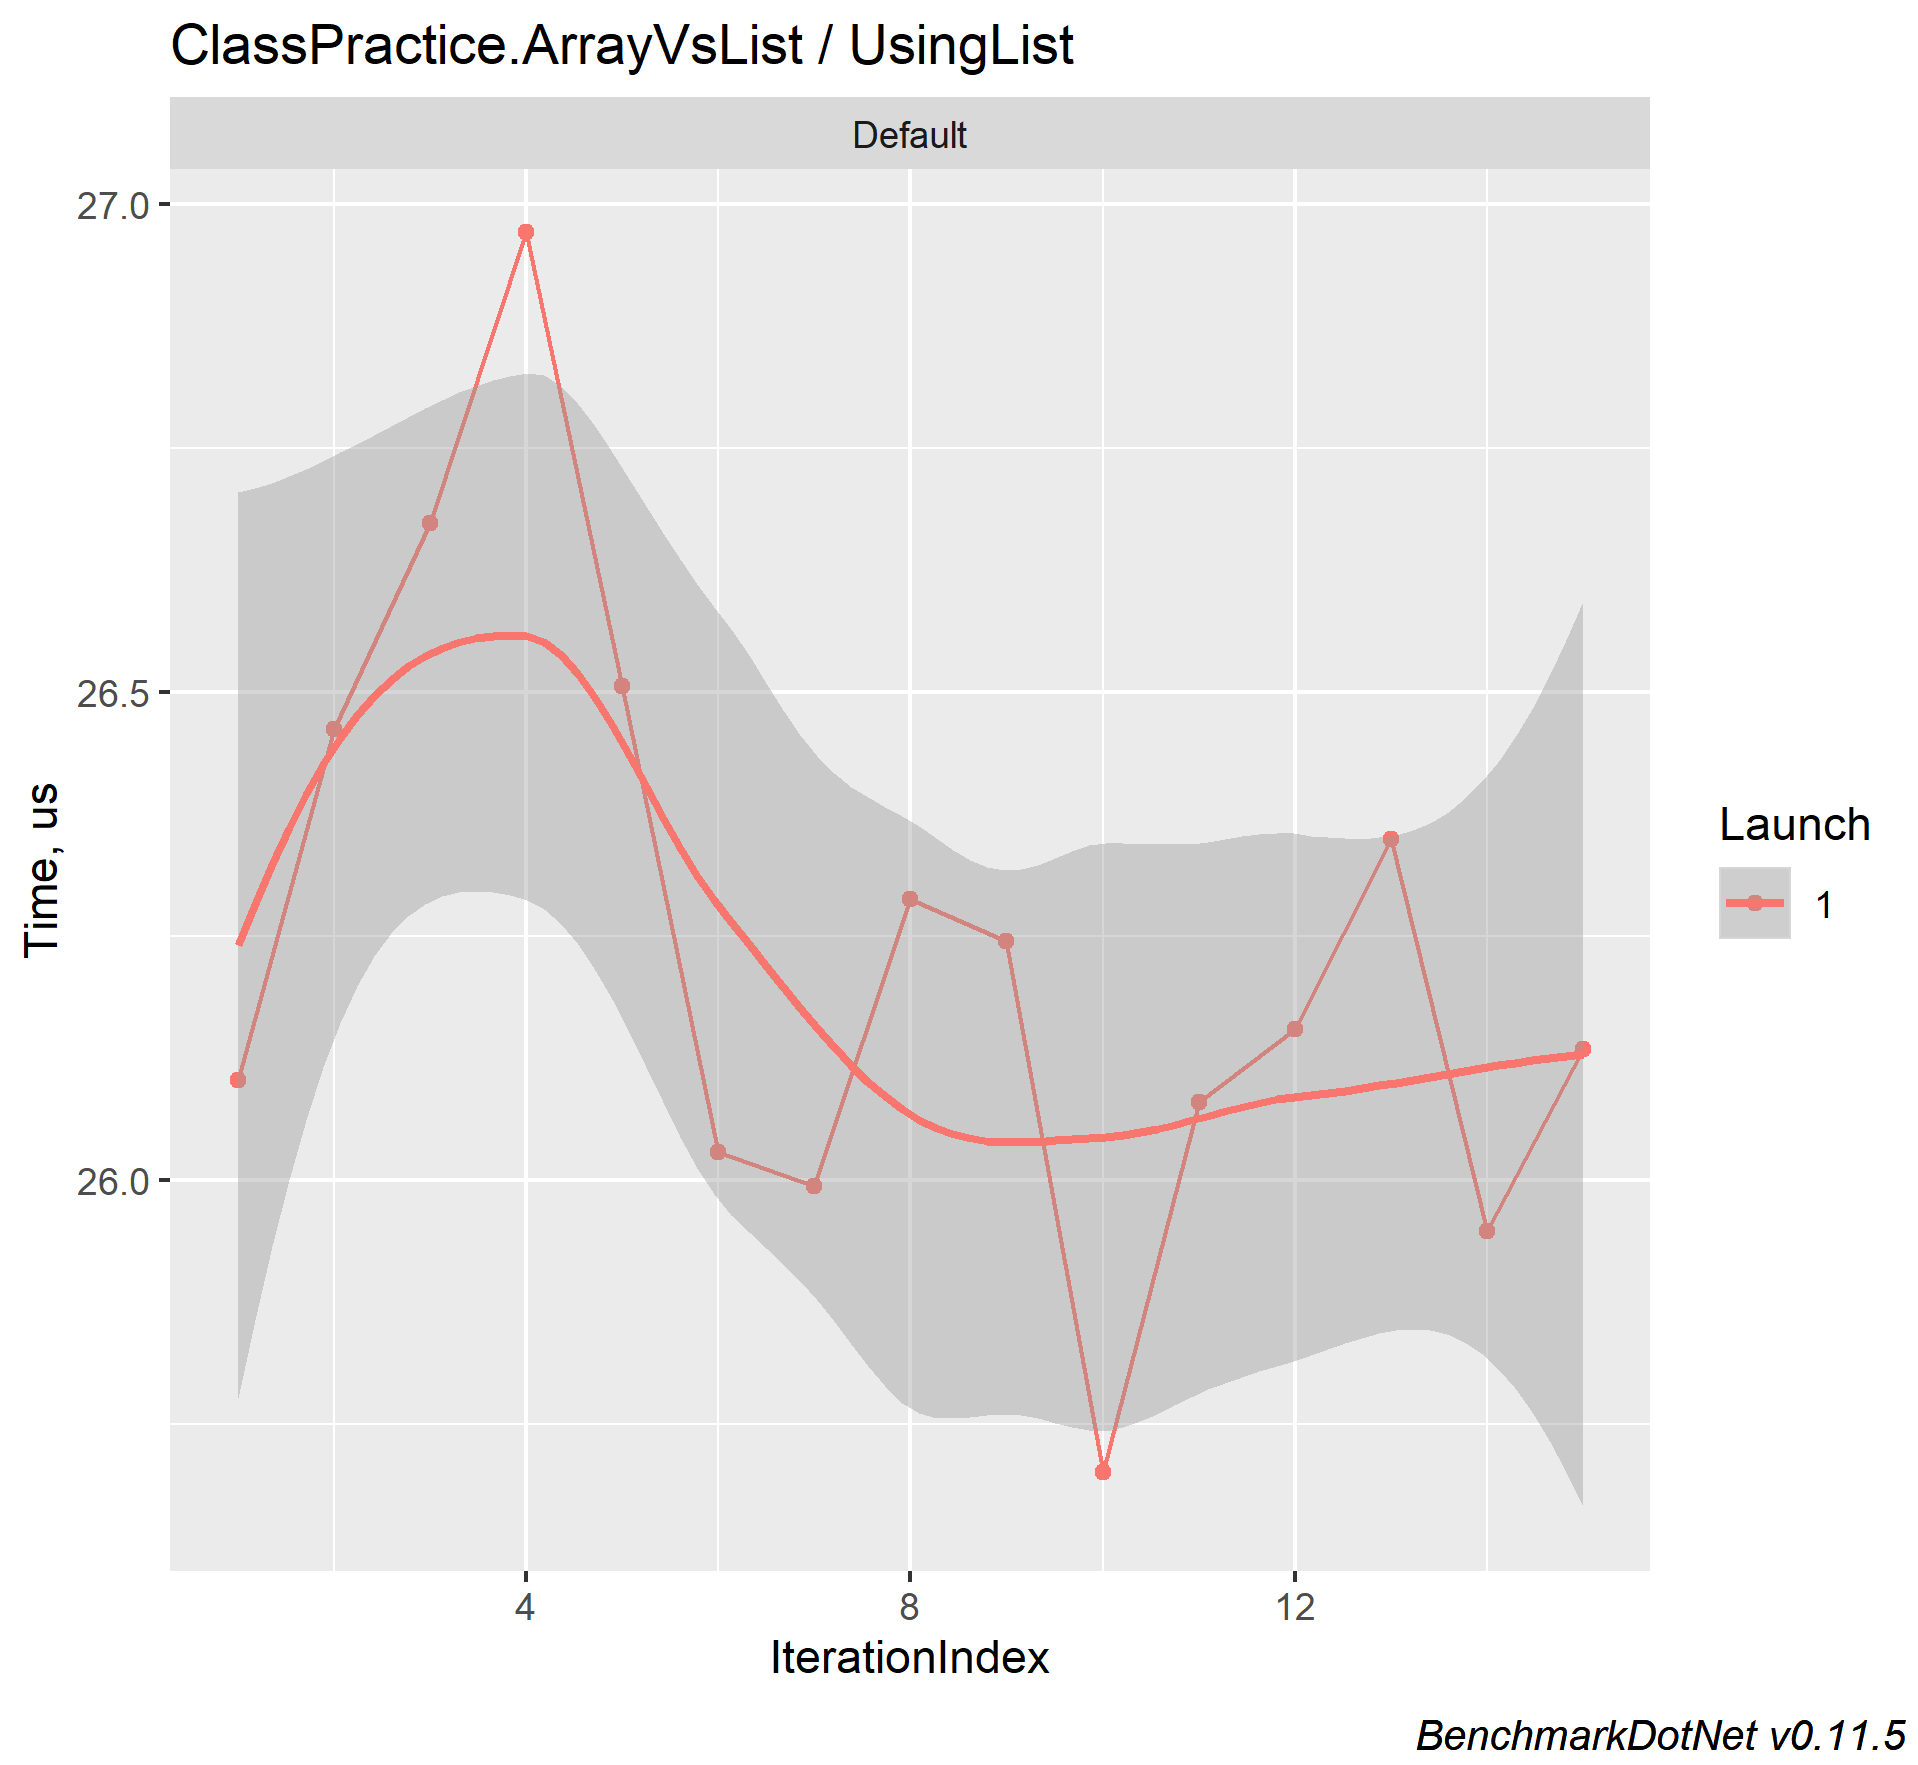 ClassPractice.ArrayVsList / UsingList
Default
27.0
26.5
26.0
Time, us
4
8
12
IterationIndex
Launch
1
BenchmarkDotNet v0.11.5